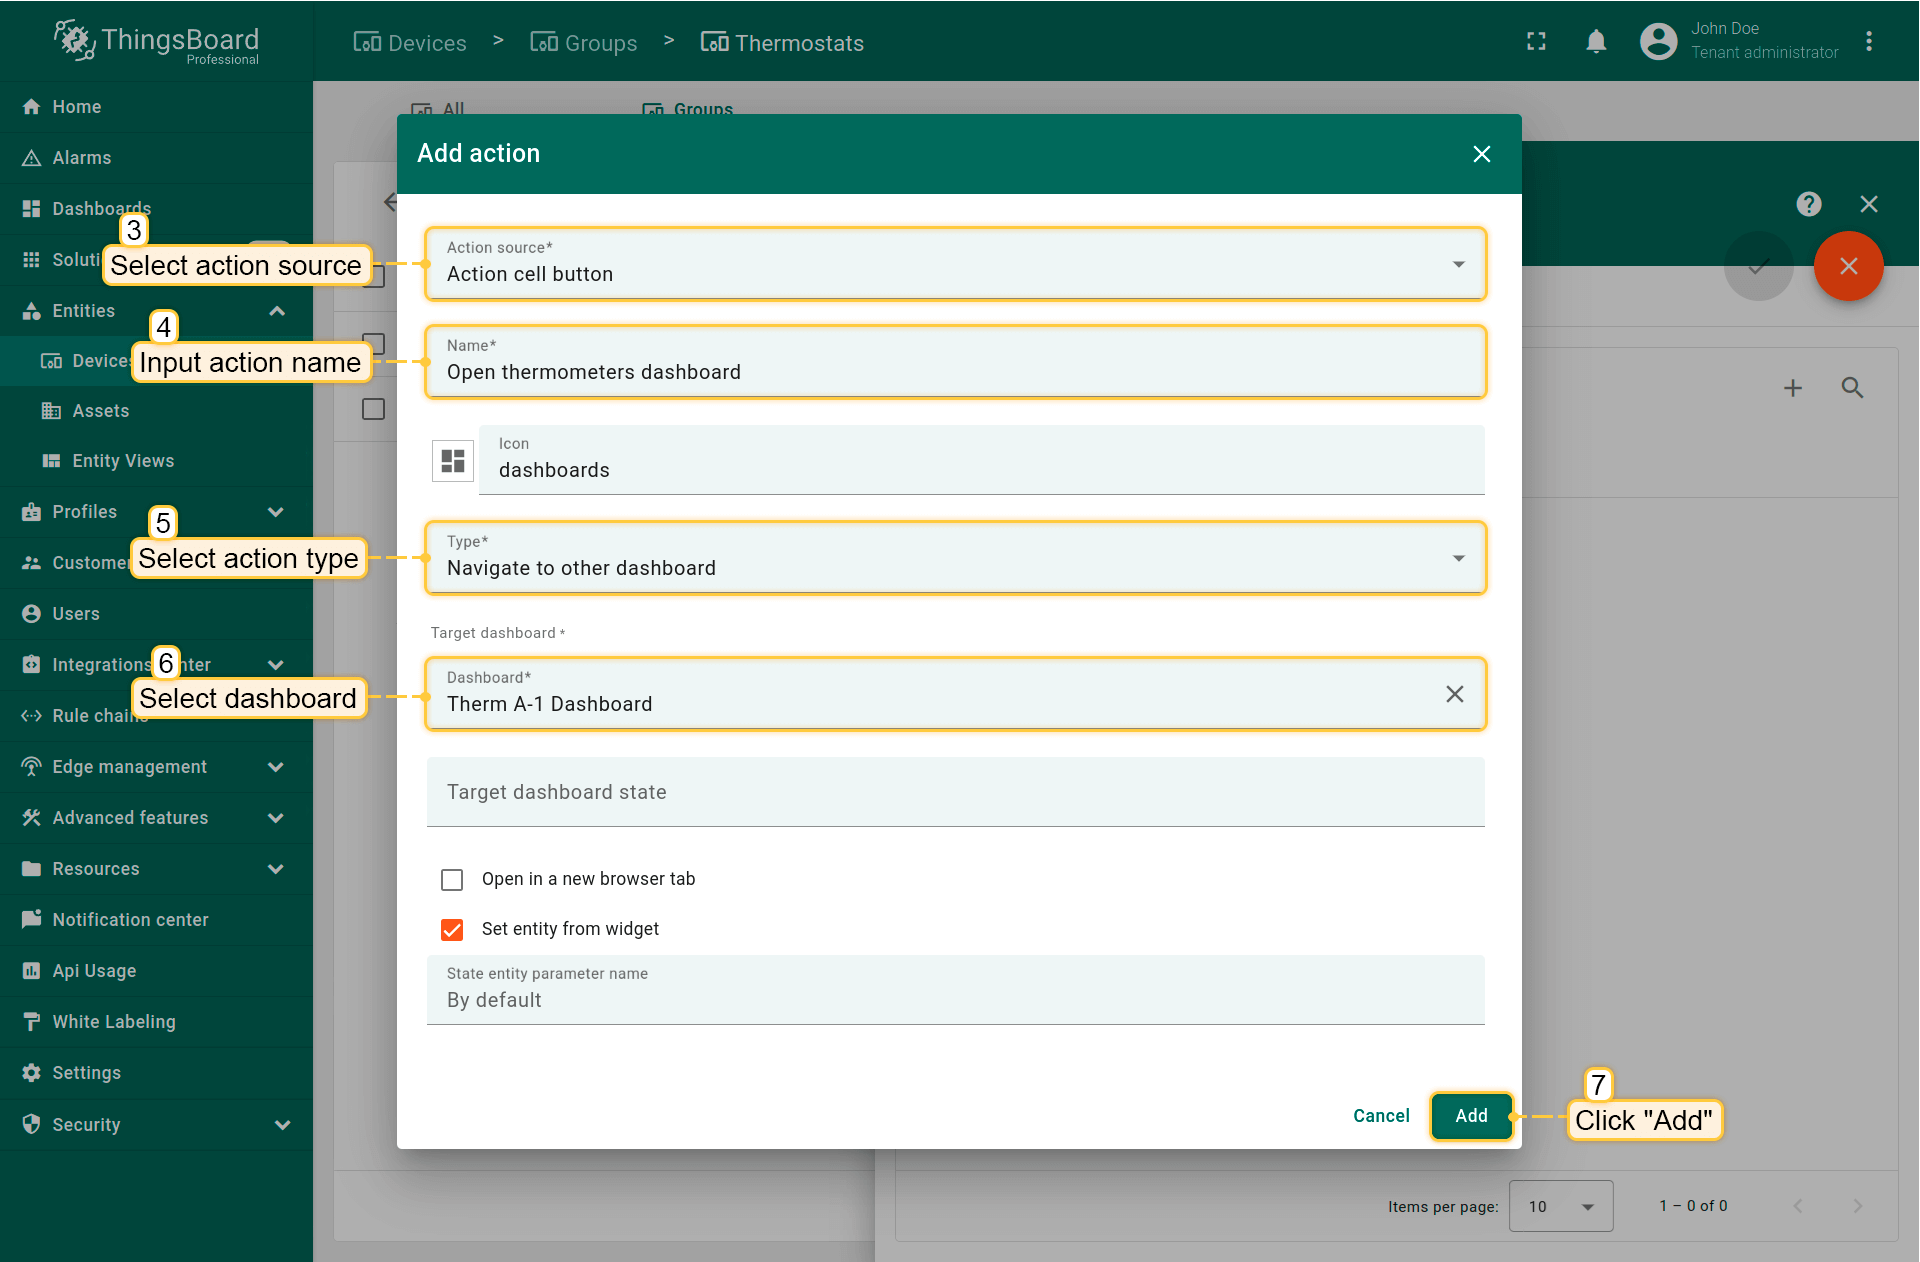 ThingsBoard
Professional
Devices > Groups > Thermostats
John Doe
Tenant administrator
Home
Alarms
Dashboards
Soluti
Entities
Devices
Assets
Entity Views
Profiles
Customer
Users
Integrations nter
Rule chains
Edge management
Advanced features
Resources
Notification center
Api Usage
White Labeling
Settings
Security
All
Groups
Add action
3
Select action source
Action source*
Action cell button
4
Input action name
Name*
Open thermometers dashboard
Icon
dashboards
5
Select action type
Type*
Navigate to other dashboard
Target dashboard *
6
Select dashboard
Dashboard*
Therm A-1 Dashboard
Target dashboard state
Open in a new browser tab
Set entity from widget
State entity parameter name
By default
Cancel
Add
7
Click "Add"
Items per page: 10 1 – 0 of 0